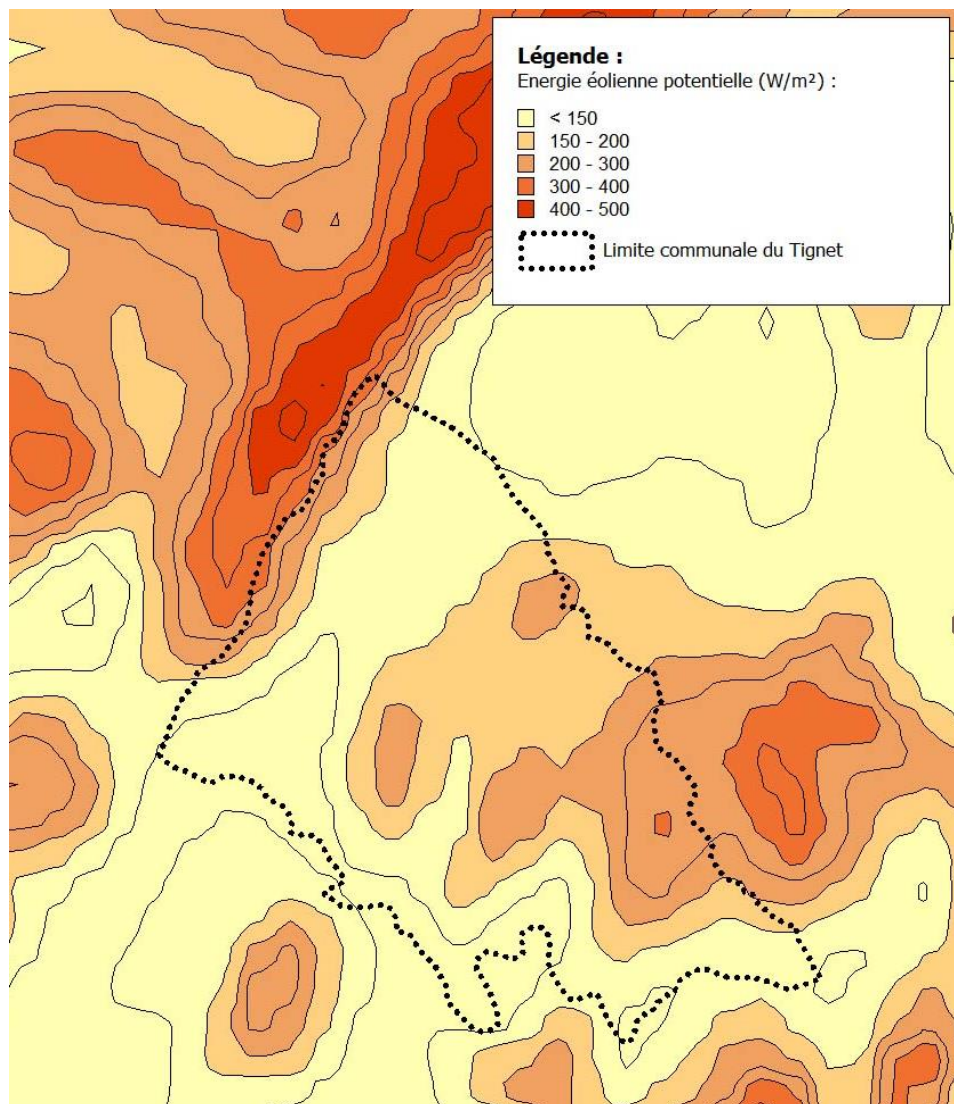 Légende :
Energie éolienne potentielle (W/m²) :
< 150
150 - 200
200 - 300
300 - 400
400 - 500
Limite communale du Tignet